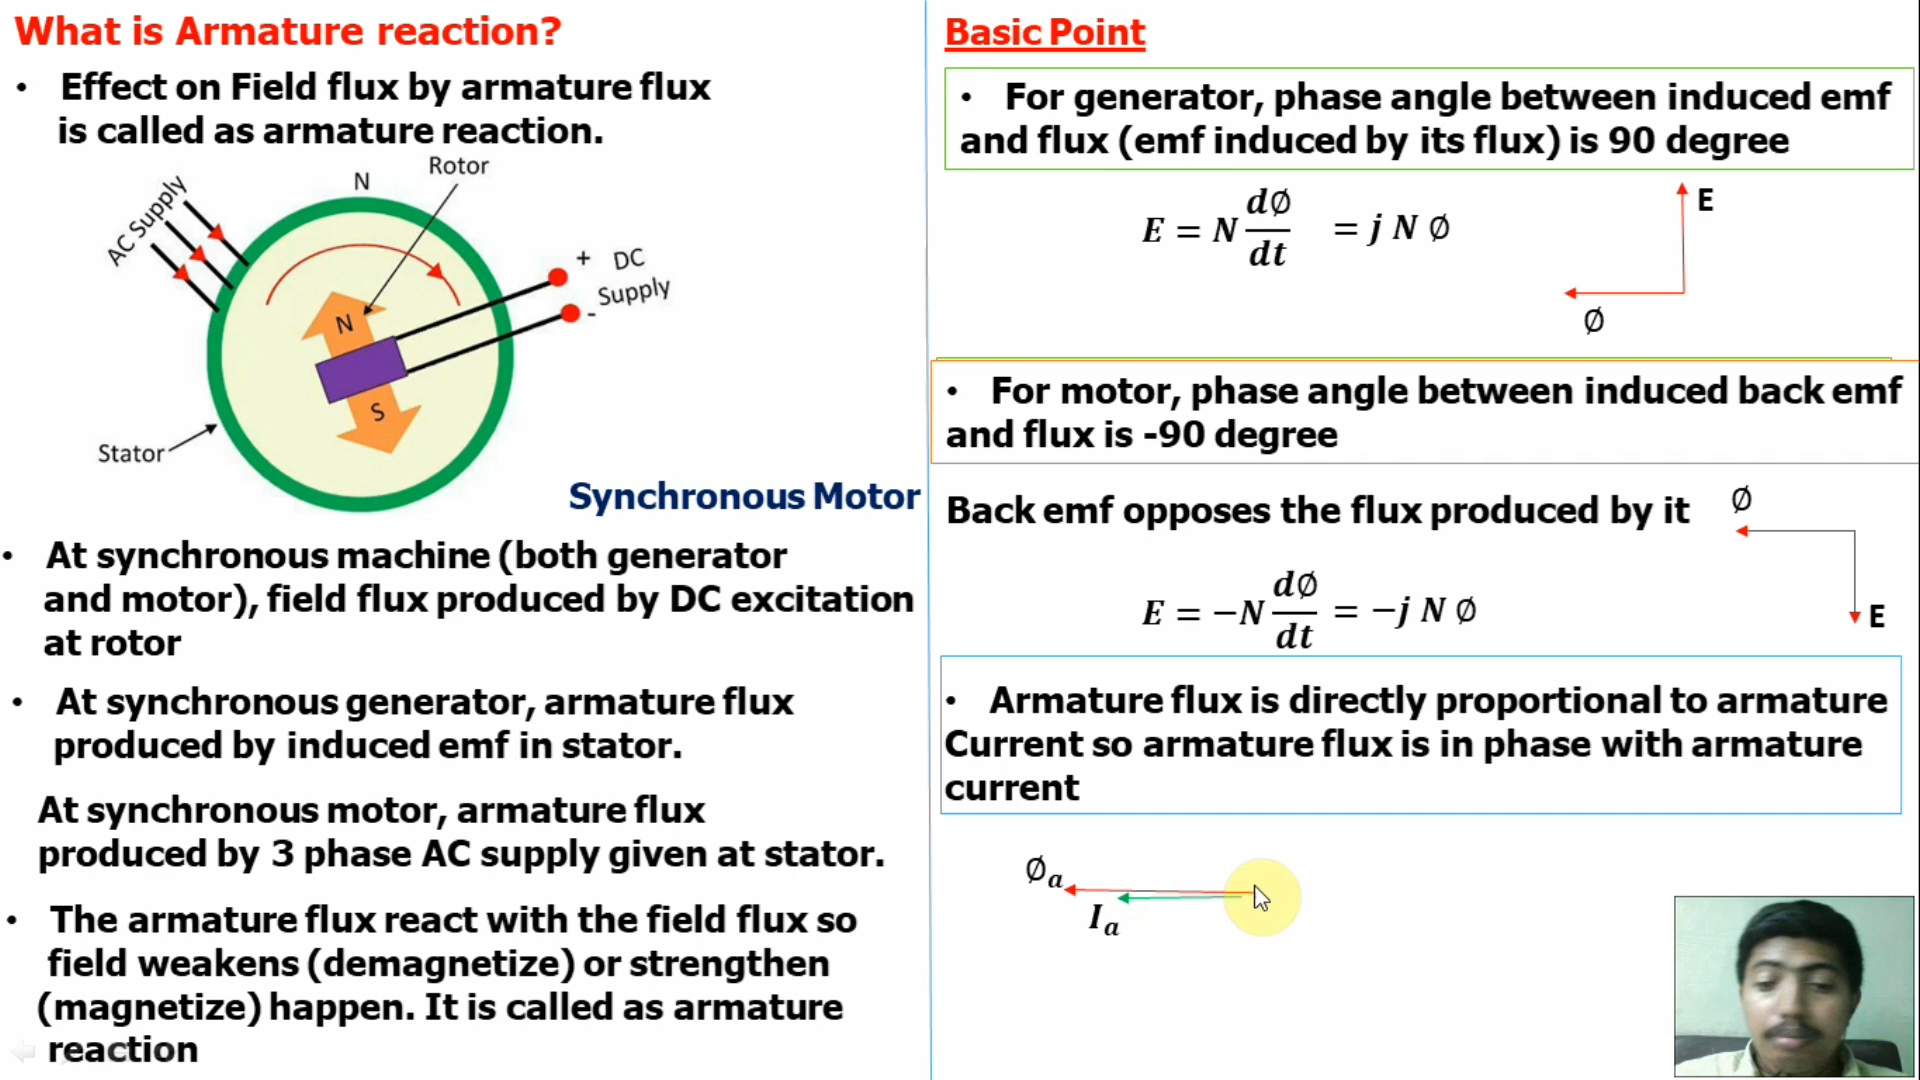 What is Armature reaction?
• Effect on Field flux by armature flux
is called as armature reaction.
Rotor
N
AC Supply
+ DC
Supply
-
N
S
Stator
Synchronous Motor
• At synchronous machine (both generator
and motor), field flux produced by DC excitation
at rotor
• At synchronous generator, armature flux
produced by induced emf in stator.
At synchronous motor, armature flux
produced by 3 phase AC supply given at stator.
• The armature flux react with the field flux so
field weakens (demagnetize) or strengthen
(magnetize) happen. It is called as armature
reaction
Basic Point
• For generator, phase angle between induced emf
and flux (emf induced by its flux) is 90 degree
E = N dØ/dt = j N Ø
E
Ø
• For motor, phase angle between induced back emf
and flux is -90 degree
Back emf opposes the flux produced by it
Ø
E = −N dØ/dt = −j N Ø
E
• Armature flux is directly proportional to armature
Current so armature flux is in phase with armature
current
Øa
Ia